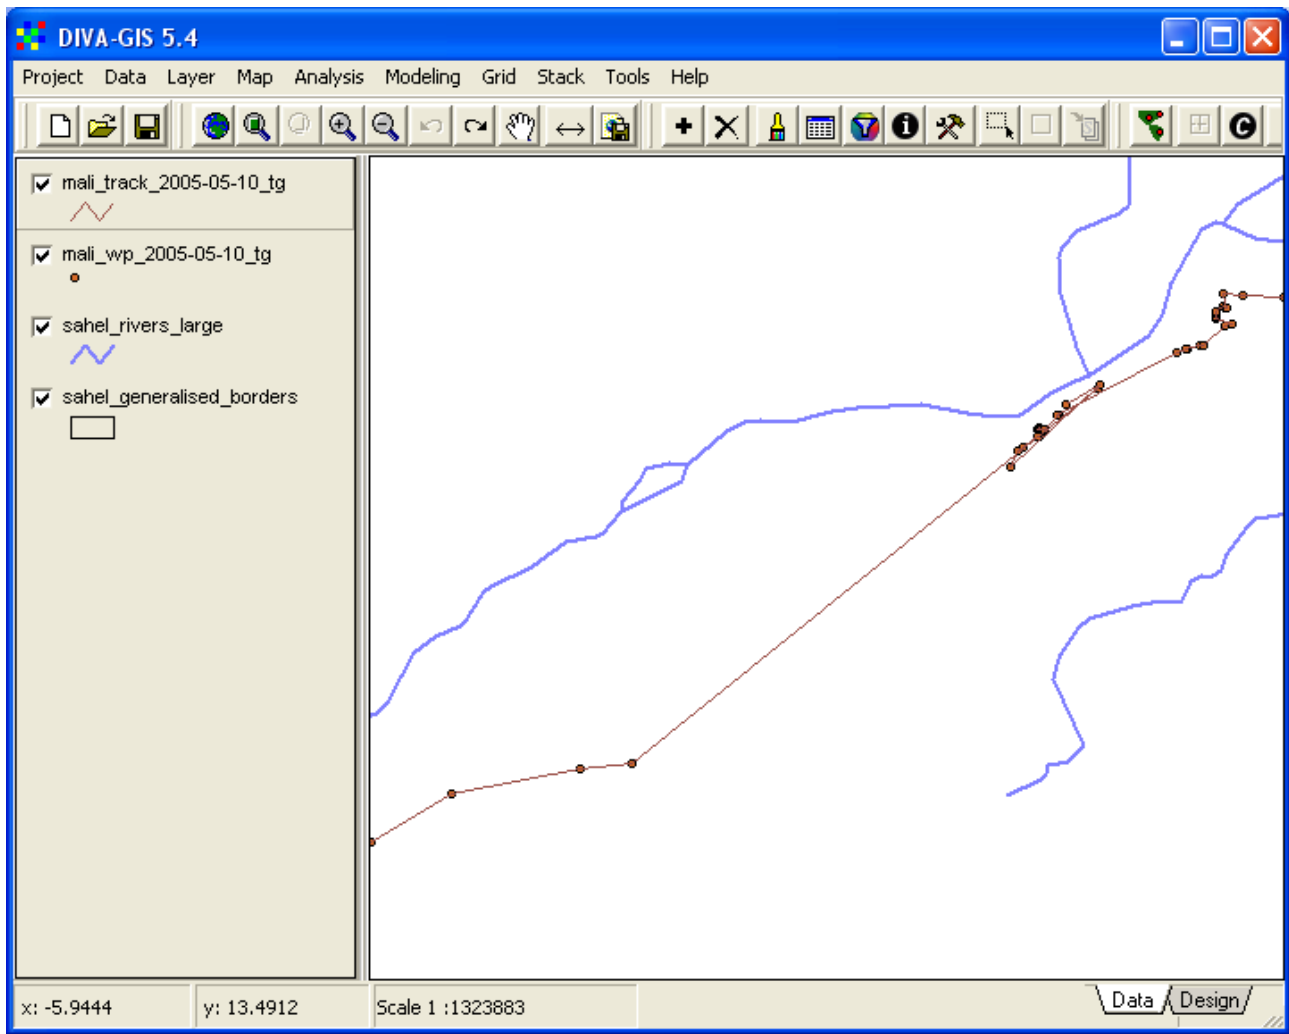 DIVA-GIS 5.4
Project Data Layer Map Analysis Modeling Grid Stack Tools Help
mali_track_2005-05-10_tg
mali_wp_2005-05-10_tg
sahel_rivers_large
sahel_generalised_borders
x: -5.9444 y: 13.4912 Scale 1 :1323883 Data Design